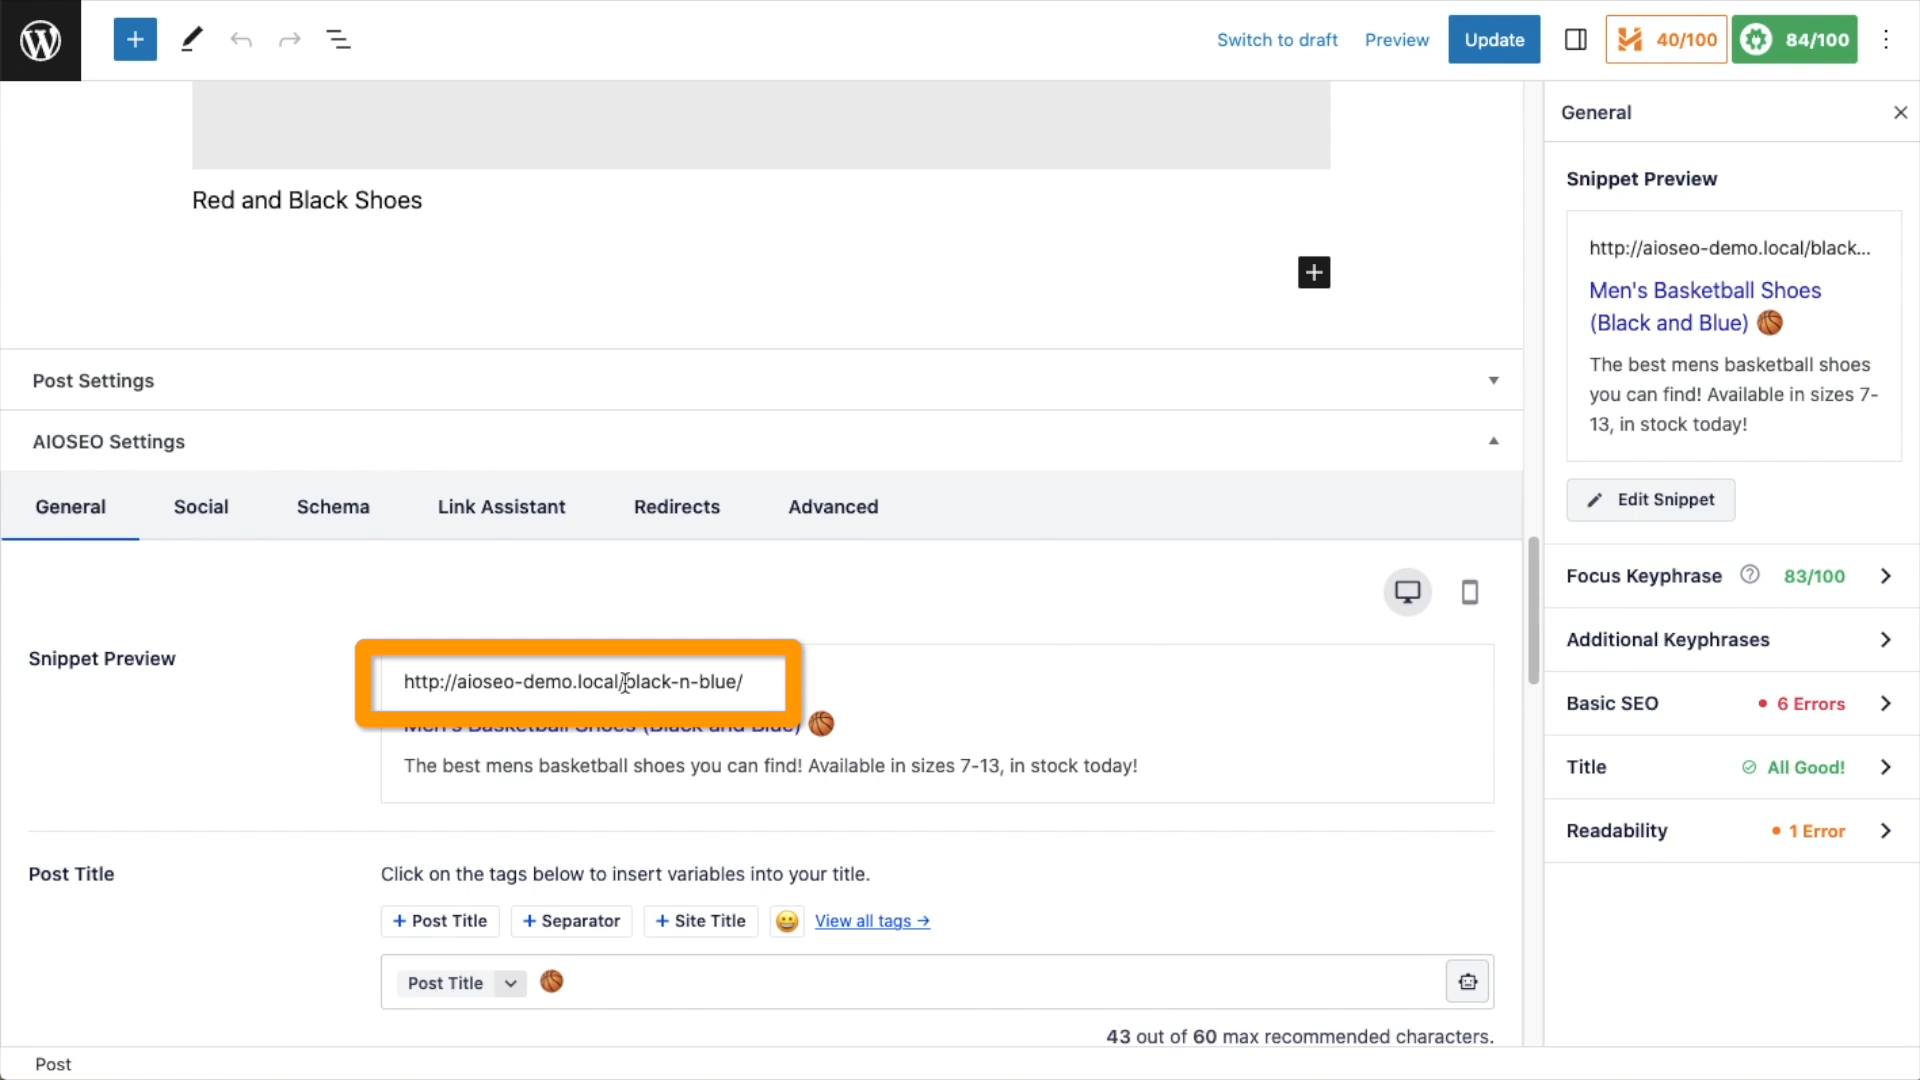 Switch to draft
Preview
Update
40/100
84/100
Red and Black Shoes
Post Settings
AIOSEO Settings
General
Social
Schema
Link Assistant
Redirects
Advanced
Snippet Preview
http://aioseo-demo.local/black-n-blue/
Men's Basketball Shoes (Black and Blue) 🏀
The best mens basketball shoes you can find! Available in sizes 7-13, in stock today!
Post Title
Click on the tags below to insert variables into your title.
+ Post Title
+ Separator
+ Site Title
😀
View all tags →
Post Title 🏀
43 out of 60 max recommended characters.
Post
General
Snippet Preview
http://aioseo-demo.local/black...
Men's Basketball Shoes
(Black and Blue) 🏀
The best mens basketball shoes
you can find! Available in sizes 7-
13, in stock today!
Edit Snippet
Focus Keyphrase
83/100
Additional Keyphrases
Basic SEO
6 Errors
Title
All Good!
Readability
1 Error